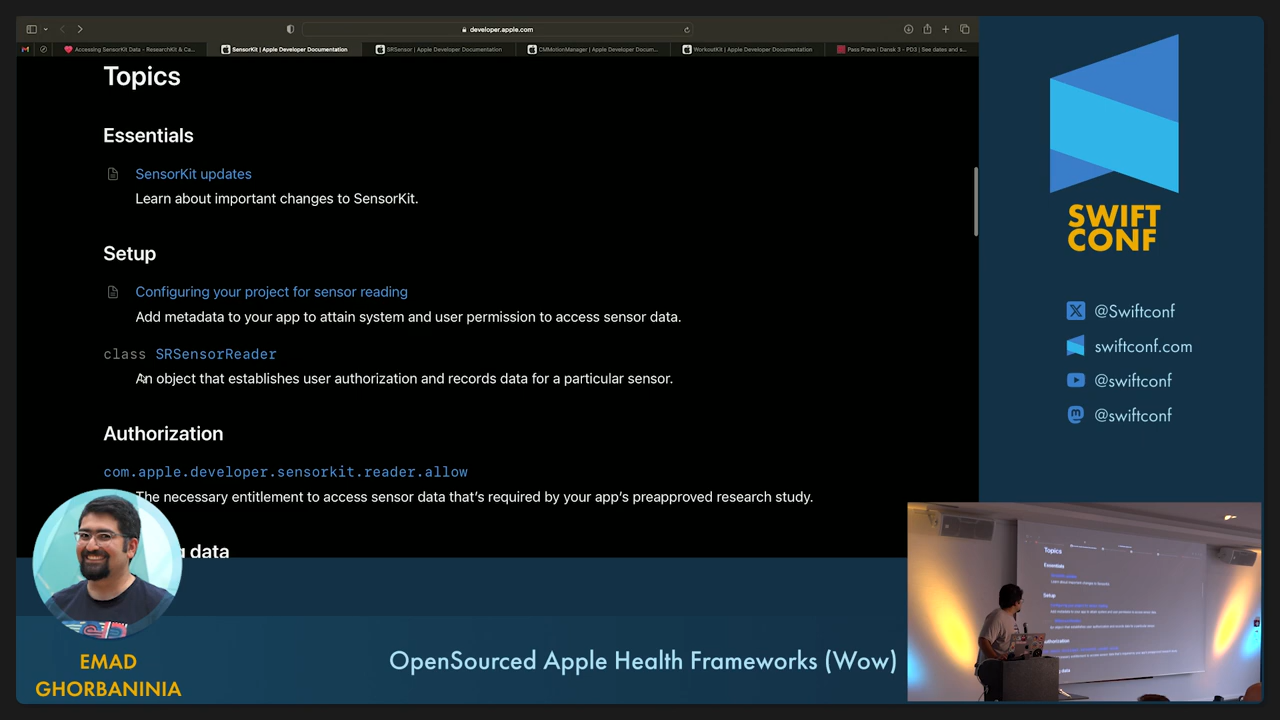 developer.apple.com
Accessing SensorKit Data - ResearchKit & Ca...
SensorKit | Apple Developer Documentation
SRSensor | Apple Developer Documentation
CMMotionManager | Apple Developer Docum...
WorkoutKit | Apple Developer Documentation
Pass Prøve | Dansk 3 - PD3 | See dates and s...
Topics
Essentials
SensorKit updates
Learn about important changes to SensorKit.
Setup
Configuring your project for sensor reading
Add metadata to your app to attain system and user permission to access sensor data.
class SRSensorReader
An object that establishes user authorization and records data for a particular sensor.
Authorization
com.apple.developer.sensorkit.reader.allow
The necessary entitlement to access sensor data that's required by your app's preapproved research study.
data
EMAD
GHORBANINIA
OpenSourced Apple Health Frameworks (Wow)
SWIFT
CONF
@Swiftconf
swiftconf.com
@swiftconf
@swiftconf
Topics
Essentials
Setup